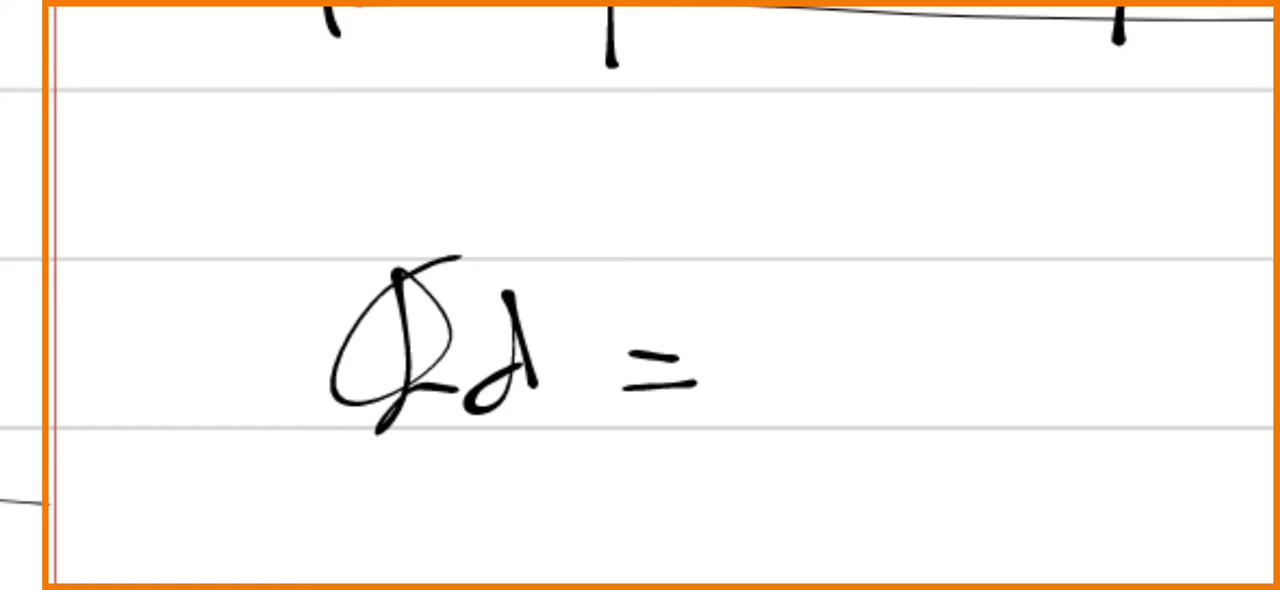 Qd =